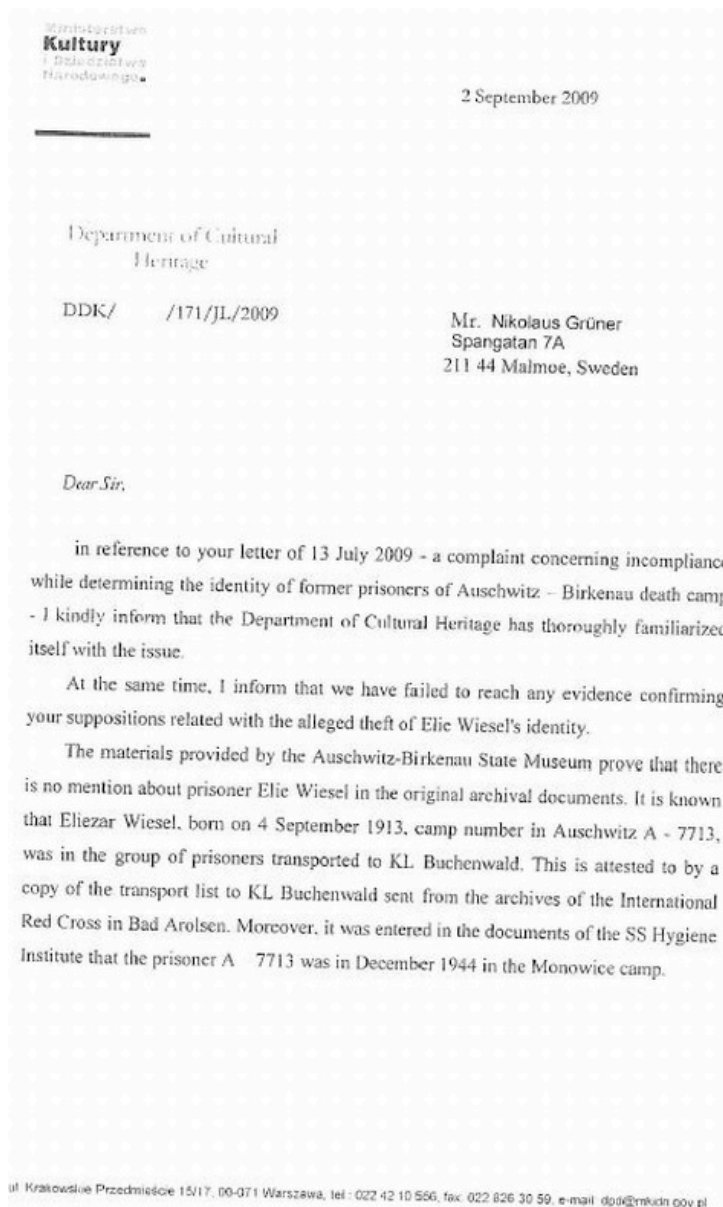 Ministerstwo
Kultury
i Dziedzictwa
Narodowego.
2 September 2009
Department of Cultural
Heritage
DDK/ /171/JL/2009
Mr. Nikolaus Grüner
Spangatan 7A
211 44 Malmoe, Sweden
Dear Sir,
in reference to your letter of 13 July 2009 - a complaint concerning incompliance
while determining the identity of former prisoners of Auschwitz – Birkenau death camp
- I kindly inform that the Department of Cultural Heritage has thoroughly familiarized
itself with the issue.
At the same time, I inform that we have failed to reach any evidence confirming
your suppositions related with the alleged theft of Elie Wiesel's identity.
The materials provided by the Auschwitz-Birkenau State Museum prove that there
is no mention about prisoner Elie Wiesel in the original archival documents. It is known
that Eliezar Wiesel, born on 4 September 1913, camp number in Auschwitz A - 7713,
was in the group of prisoners transported to KL Buchenwald. This is attested to by a
copy of the transport list to KL Buchenwald sent from the archives of the International
Red Cross in Bad Arolsen. Moreover, it was entered in the documents of the SS Hygiene
Institute that the prisoner A 7713 was in December 1944 in the Monowice camp.
ul. Krakowskie Przedmieście 15/17, 00-071 Warszawa, tel.: 022 42 10 556, fax. 022 826 30 59, e-mail: dpd@mkidn.gov.pl